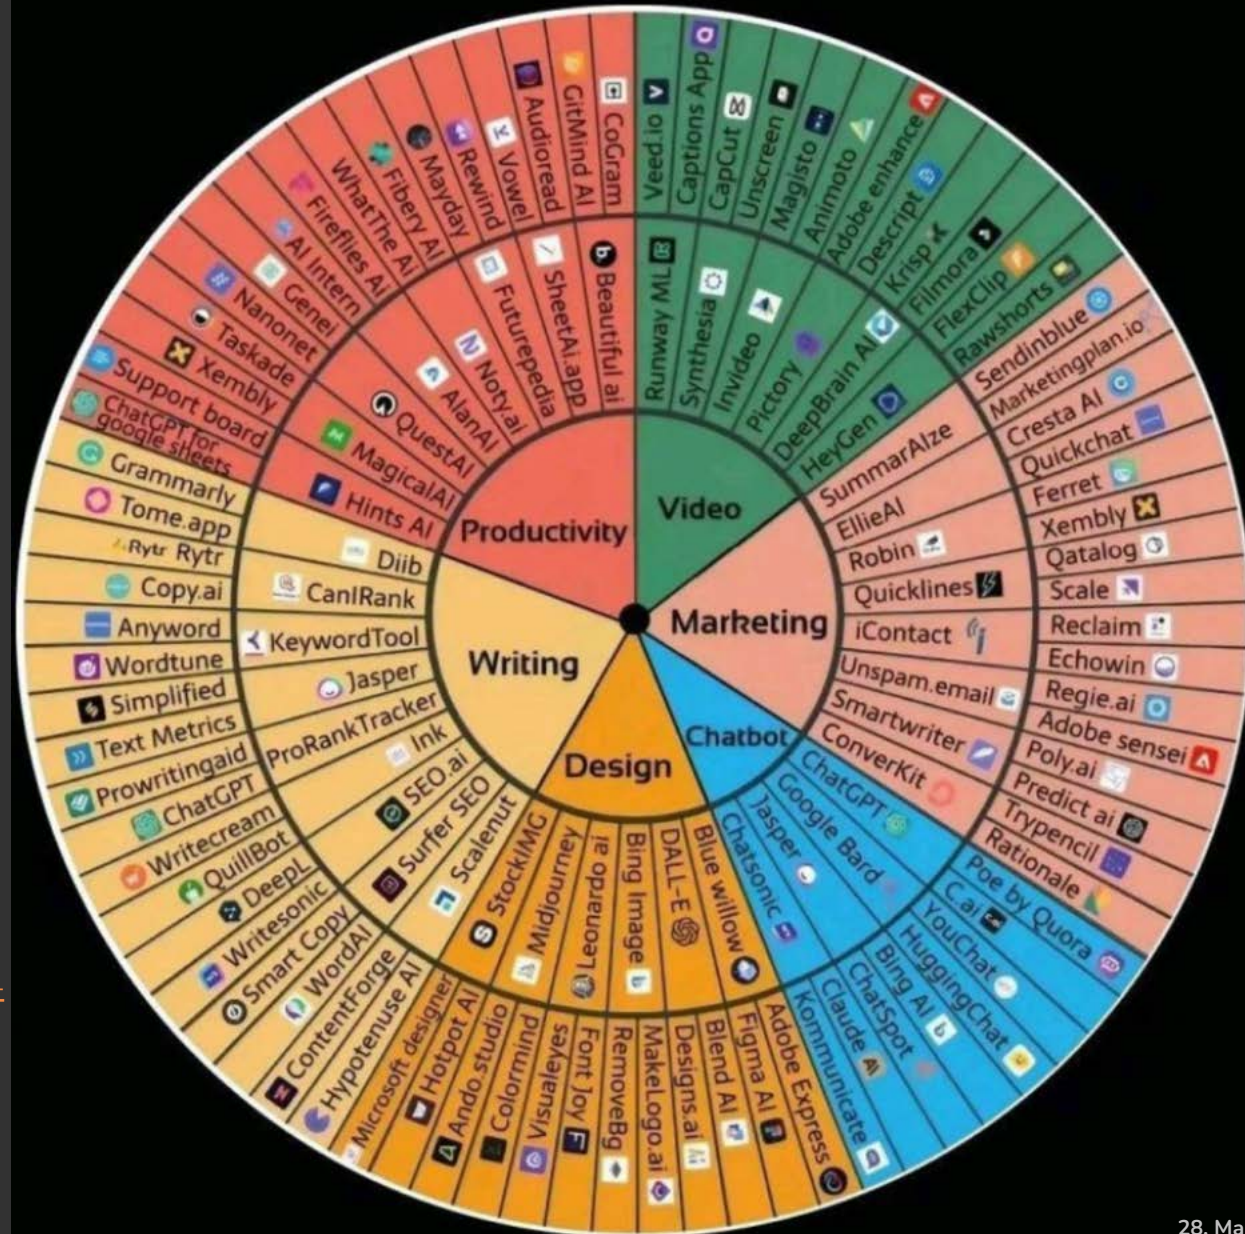 Productivity
Video
Marketing
Chatbot
Design
Writing
Runway ML
Synthesia
Invideo
Pictory
DeepBrain AI
HeyGen
Veed.io
Captions App
CapCut
Unscreen
Magisto
Animoto
Adobe enhance
Descript
Krisp
Filmora
FlexClip
Rawshorts
SummarAIze
EllieAI
Robin
Quicklines
iContact
Unspam.email
Smartwriter
ConverKit
Sendinblue
Marketingplan.io
Cresta AI
Quickchat
Ferret
Xembly
Qatalog
Scale
Reclaim
Echowin
Regie.ai
Adobe sensei
Poly.ai
Predict ai
Trypencil
Rationale
ChatGPT
Google Bard
Jasper
Chatsonic
Poe by Quora
C.ai
YouChat
HuggingChat
Bing AI
ChatSpot
Claude
Kommunicate
Blue willow
DALL-E
Bing Image
Leonardo ai
Midjourney
StockIMG
Adobe Express
Figma AI
Blend AI
Designs.ai
MakeLogo.ai
RemoveBg
Font Joy
Visualeyes
Colormind
Ando.studio
Hotpot Ai
Microsoft designer
Scalenut
Surfer SEO
SEO.ai
Ink
ProRankTracker
Jasper
KeywordTool
CanIRank
Diib
Hypotenuse AI
ContentForge
WordAI
Smart Copy
Writesonic
DeepL
QuillBot
Writecream
ChatGPT
Prowritingaid
Text Metrics
Simplified
Wordtune
Anyword
Copy.ai
Rytr Rytr
Tome.app
Grammarly
Hints AI
MagicalAi
QuestAI
AlanAI
Notyai
Futurepedia
SheetAi.app
Beautiful ai
ChatGPT for
google sheets
Support board
Xembly
Taskade
Nanonet
Genei
AI Intern
Fireflies Ai
WhatThe Ai
Fibery AI
Mayday
Rewind
Vowel
Audioread
GitMind AI
CoGram
28. Ma